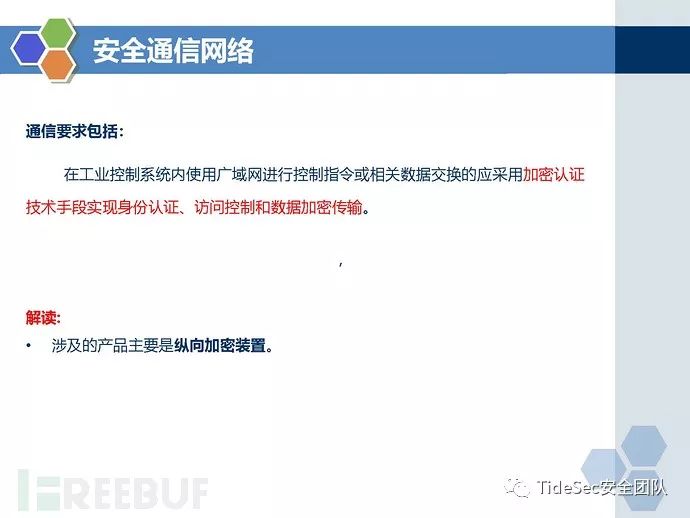 安全通信网络
通信要求包括：
在工业控制系统内使用广域网进行控制指令或相关数据交换的应采用加密认证
技术手段实现身份认证、访问控制和数据加密传输。
，
解读:
• 涉及的产品主要是纵向加密装置。
FREEBUF
TideSec安全团队